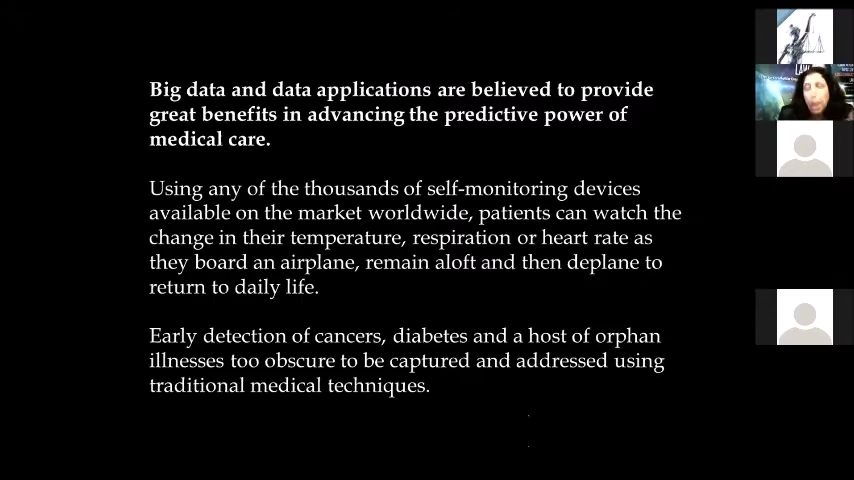 Big data and data applications are believed to provide
great benefits in advancing the predictive power of
medical care.
Using any of the thousands of self-monitoring devices
available on the market worldwide, patients can watch the
change in their temperature, respiration or heart rate as
they board an airplane, remain aloft and then deplane to
return to daily life.
Early detection of cancers, diabetes and a host of orphan
illnesses too obscure to be captured and addressed using
traditional medical techniques.